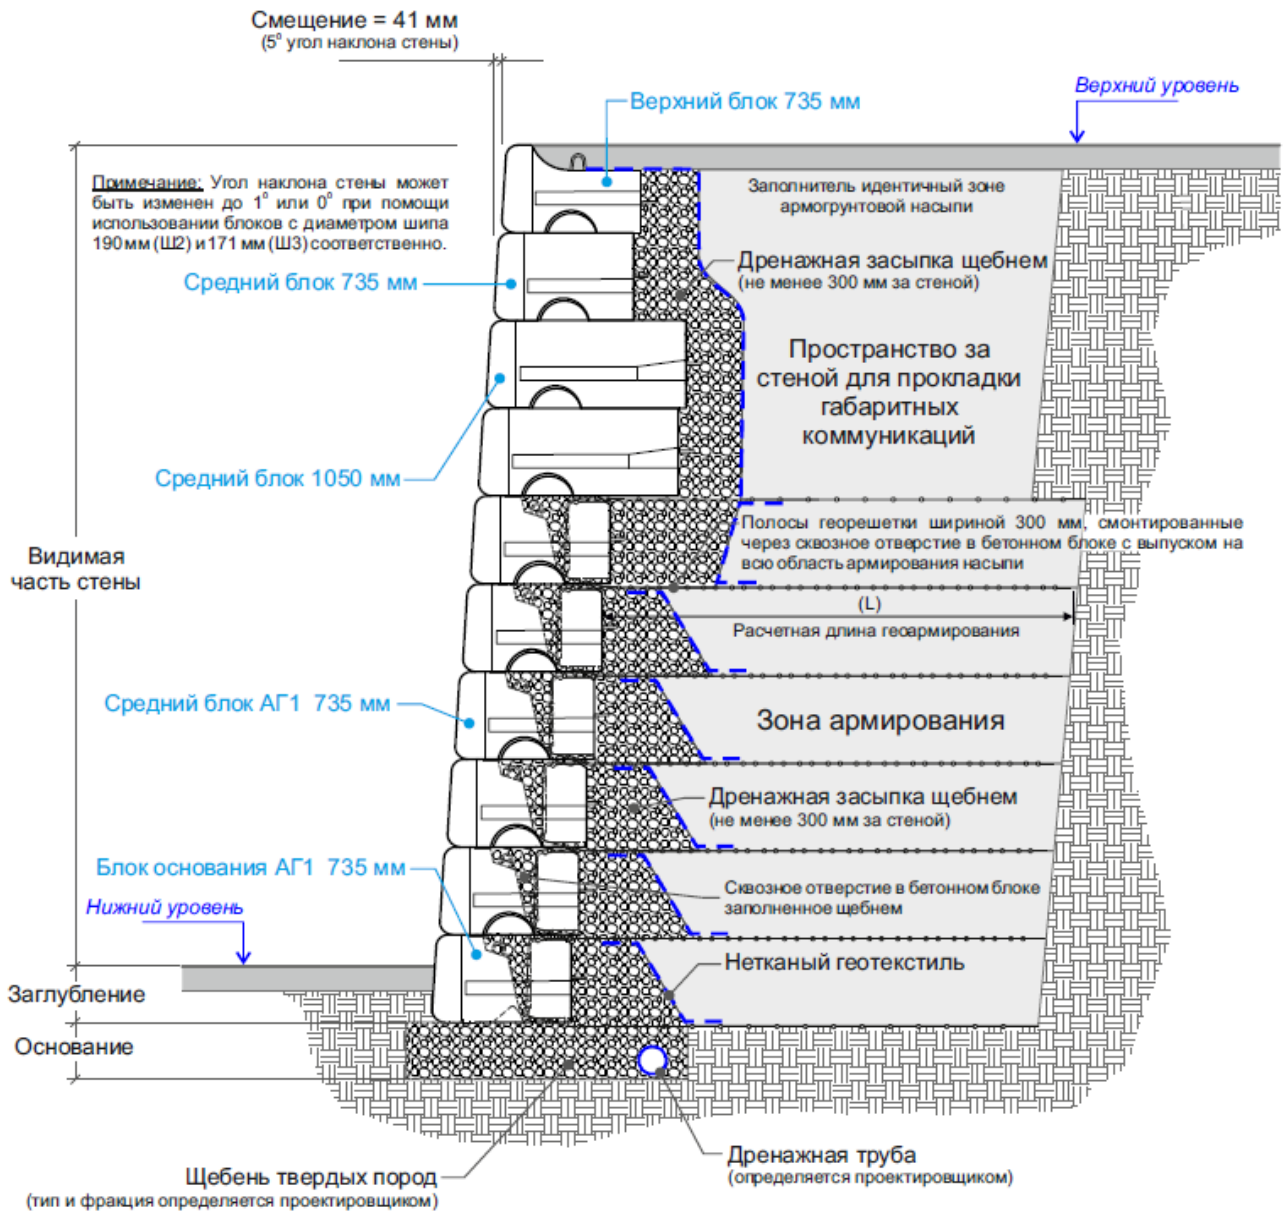 Смещение = 41 мм
(5⁰ угол наклона стены)
Верхний блок 735 мм
Верхний уровень
Примечание: Угол наклона стены может
быть изменен до 1⁰ или 0⁰ при помощи
использовании блоков с диаметром шипа
190 мм (Ш2) и 171 мм (Ш3) соответственно.
Заполнитель идентичный зоне
армогрунтовой насыпи
Дренажная засыпка щебнем
(не менее 300 мм за стеной)
Средний блок 735 мм
Пространство за
стеной для прокладки
габаритных
коммуникаций
Средний блок 1050 мм
Полосы георешетки шириной 300 мм, смонтированные
через сквозное отверстие в бетонном блоке с выпуском на
всю область армирования насыпи
Видимая
часть стены
(L)
Расчетная длина геоармирования
Средний блок АГ1 735 мм
Зона армирования
Дренажная засыпка щебнем
(не менее 300 мм за стеной)
Блок основания АГ1 735 мм
Сквозное отверстие в бетонном блоке
заполненное щебнем
Нижний уровень
Нетканый геотекстиль
Заглубление
Основание
Дренажная труба
(определяется проектировщиком)
Щебень твердых пород
(тип и фракция определяется проектировщиком)